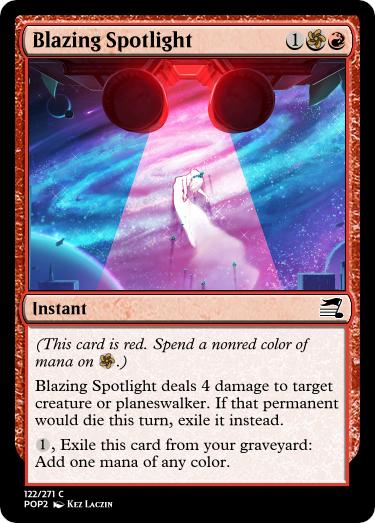 Blazing Spotlight 1
Instant
(This card is red. Spend a nonred color of
mana on .)
Blazing Spotlight deals 4 damage to target
creature or planeswalker. If that permanent
would die this turn, exile it instead.
1, Exile this card from your graveyard:
Add one mana of any color.
122/271 C
POP2 Kez Laczin